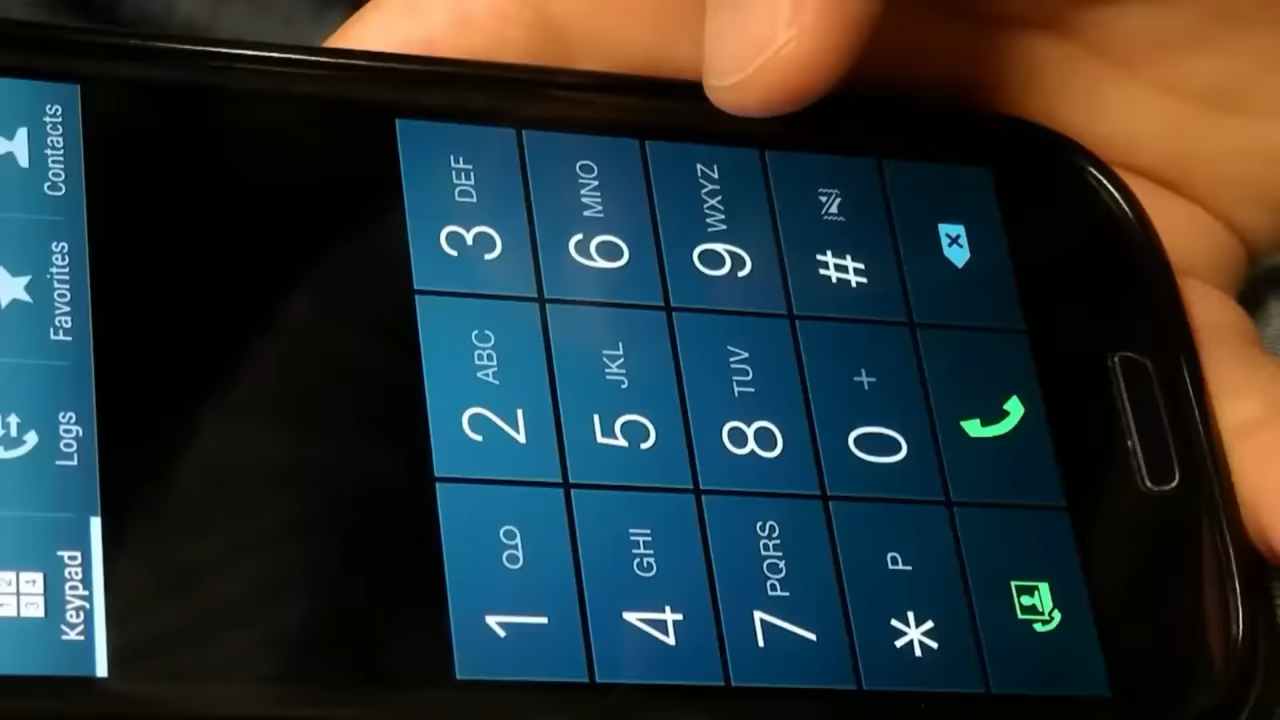 Keypad Logs Favorites Contacts
1 2 ABC 3 DEF
4 GHI 5 JKL 6 MNO
7 PQRS 8 TUV 9 WXYZ
* P 0 + #